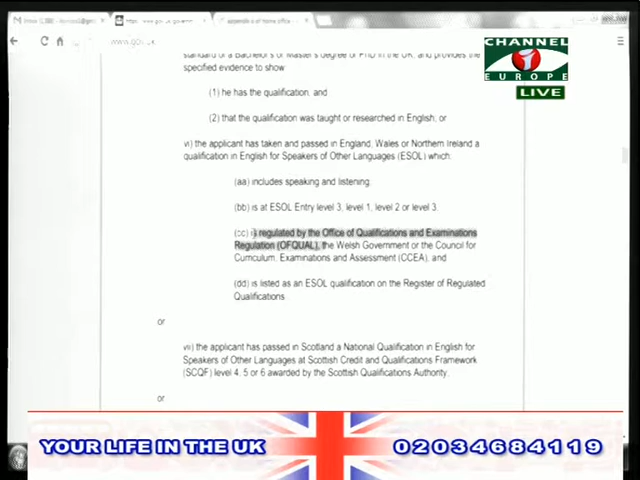 www.gov.uk
standard of a Bachelor's or Master's degree or PhD in the UK, and provides the
specified evidence to show
(1) he has the qualification, and
(2) that the qualification was taught or researched in English, or
vi) the applicant has taken and passed in England, Wales or Northern Ireland a
qualification in English for Speakers of Other Languages (ESOL) which:
(aa) includes speaking and listening
(bb) is at ESOL Entry level 3, level 1, level 2 or level 3.
(cc) is regulated by the Office of Qualifications and Examinations
Regulation (OFQUAL), the Welsh Government or the Council for
Curriculum, Examinations and Assessment (CCEA), and
(dd) is listed as an ESOL qualification on the Register of Regulated
Qualifications
or
vii) the applicant has passed in Scotland a National Qualification in English for
Speakers of Other Languages at Scottish Credit and Qualifications Framework
(SCQF) level 4, 5 or 6 awarded by the Scottish Qualifications Authority.
or
CHANNEL
i
EUROPE
LIVE
YOUR LIFE IN THE UK
02034684119